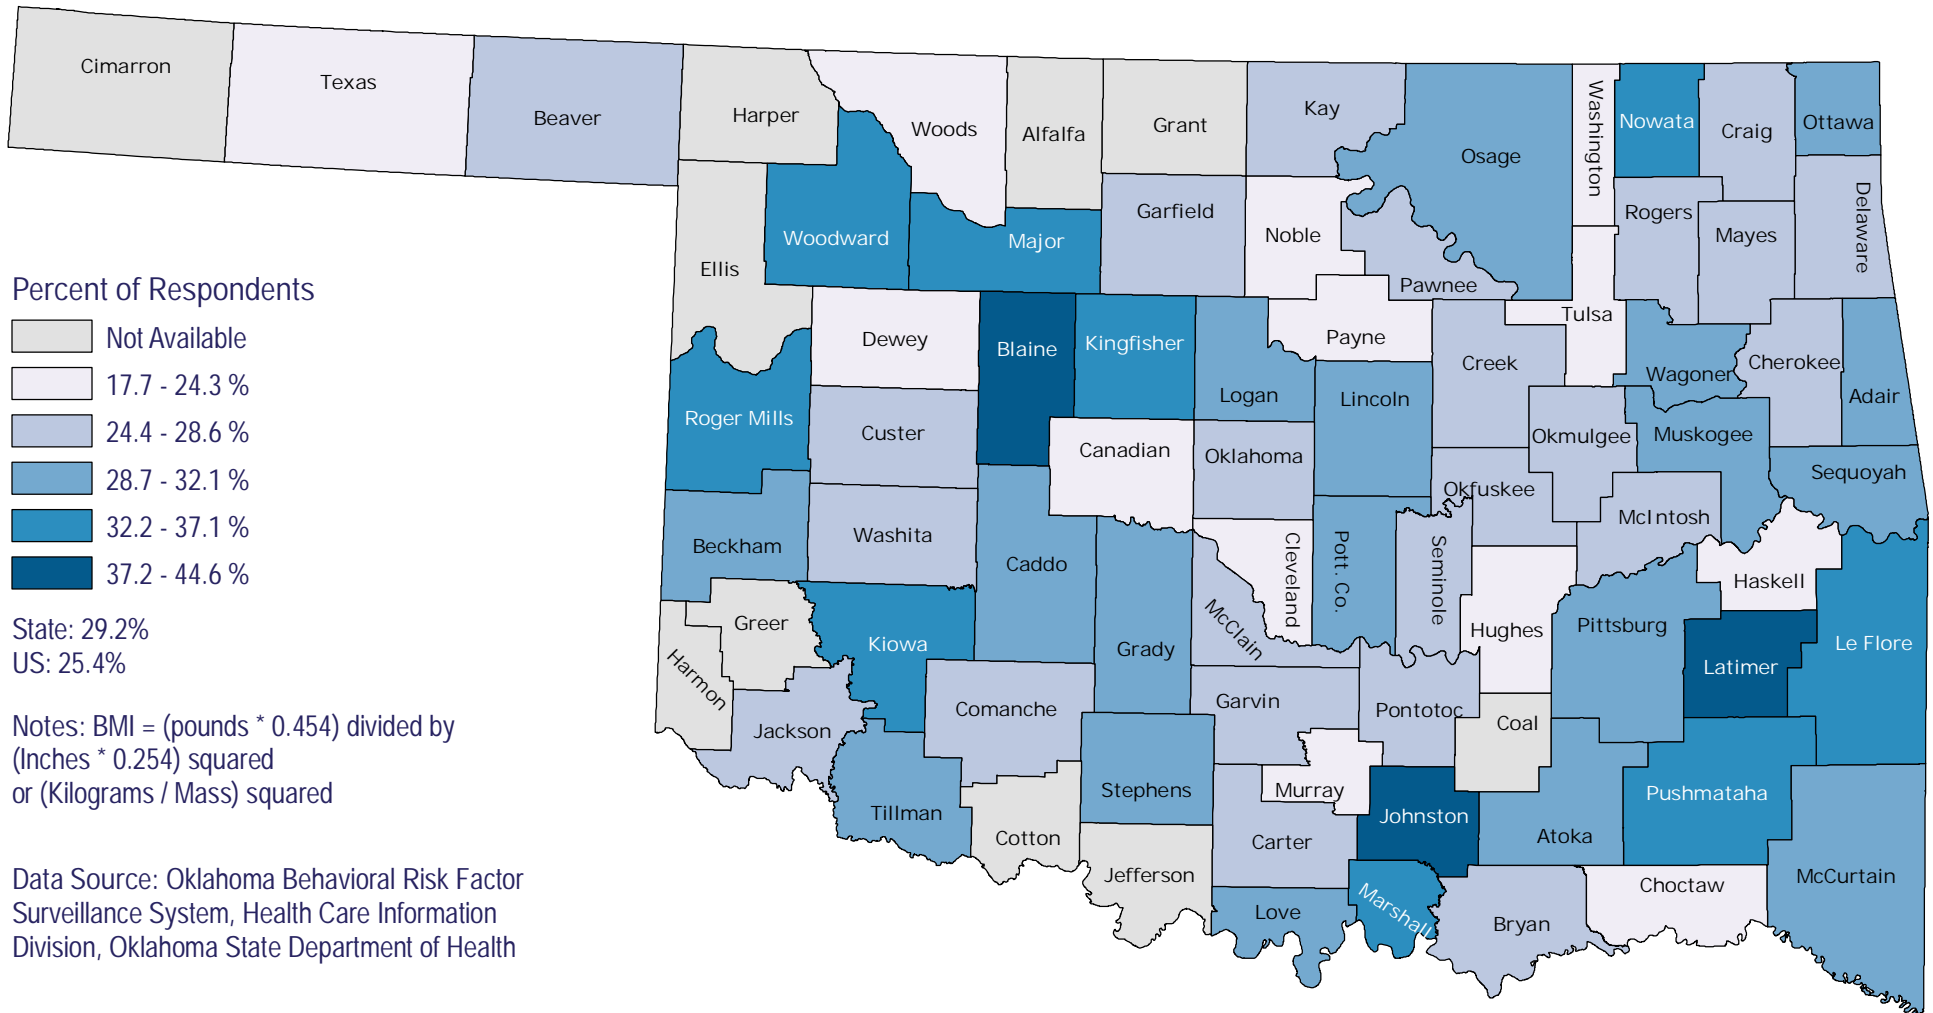 Cimarron
Texas
Beaver
Harper
Woods
Alfalfa
Grant
Kay
Osage
Washington
Nowata
Craig
Ottawa
Delaware
Woodward
Major
Garfield
Noble
Pawnee
Rogers
Mayes
Ellis
Dewey
Blaine
Kingfisher
Logan
Payne
Tulsa
Creek
Lincoln
Wagoner
Cherokee
Adair
Roger Mills
Custer
Canadian
Oklahoma
Okmulgee
Muskogee
Sequoyah
Okfuskee
McIntosh
Beckham
Washita
Caddo
Cleveland
Pott. Co.
Seminole
Haskell
Greer
Kiowa
Grady
McClain
Hughes
Pittsburg
Latimer
Le Flore
Harmon
Jackson
Comanche
Garvin
Pontotoc
Coal
Tillman
Stephens
Murray
Johnston
Atoka
Pushmataha
Cotton
Carter
Jefferson
Love
Marshall
Bryan
Choctaw
McCurtain
Percent of Respondents
Not Available
17.7 - 24.3 %
24.4 - 28.6 %
28.7 - 32.1 %
32.2 - 37.1 %
37.2 - 44.6 %
State: 29.2%
US: 25.4%
Notes: BMI = (pounds * 0.454) divided by
(Inches * 0.254) squared
or (Kilograms / Mass) squared
Data Source: Oklahoma Behavioral Risk Factor
Surveillance System, Health Care Information
Division, Oklahoma State Department of Health